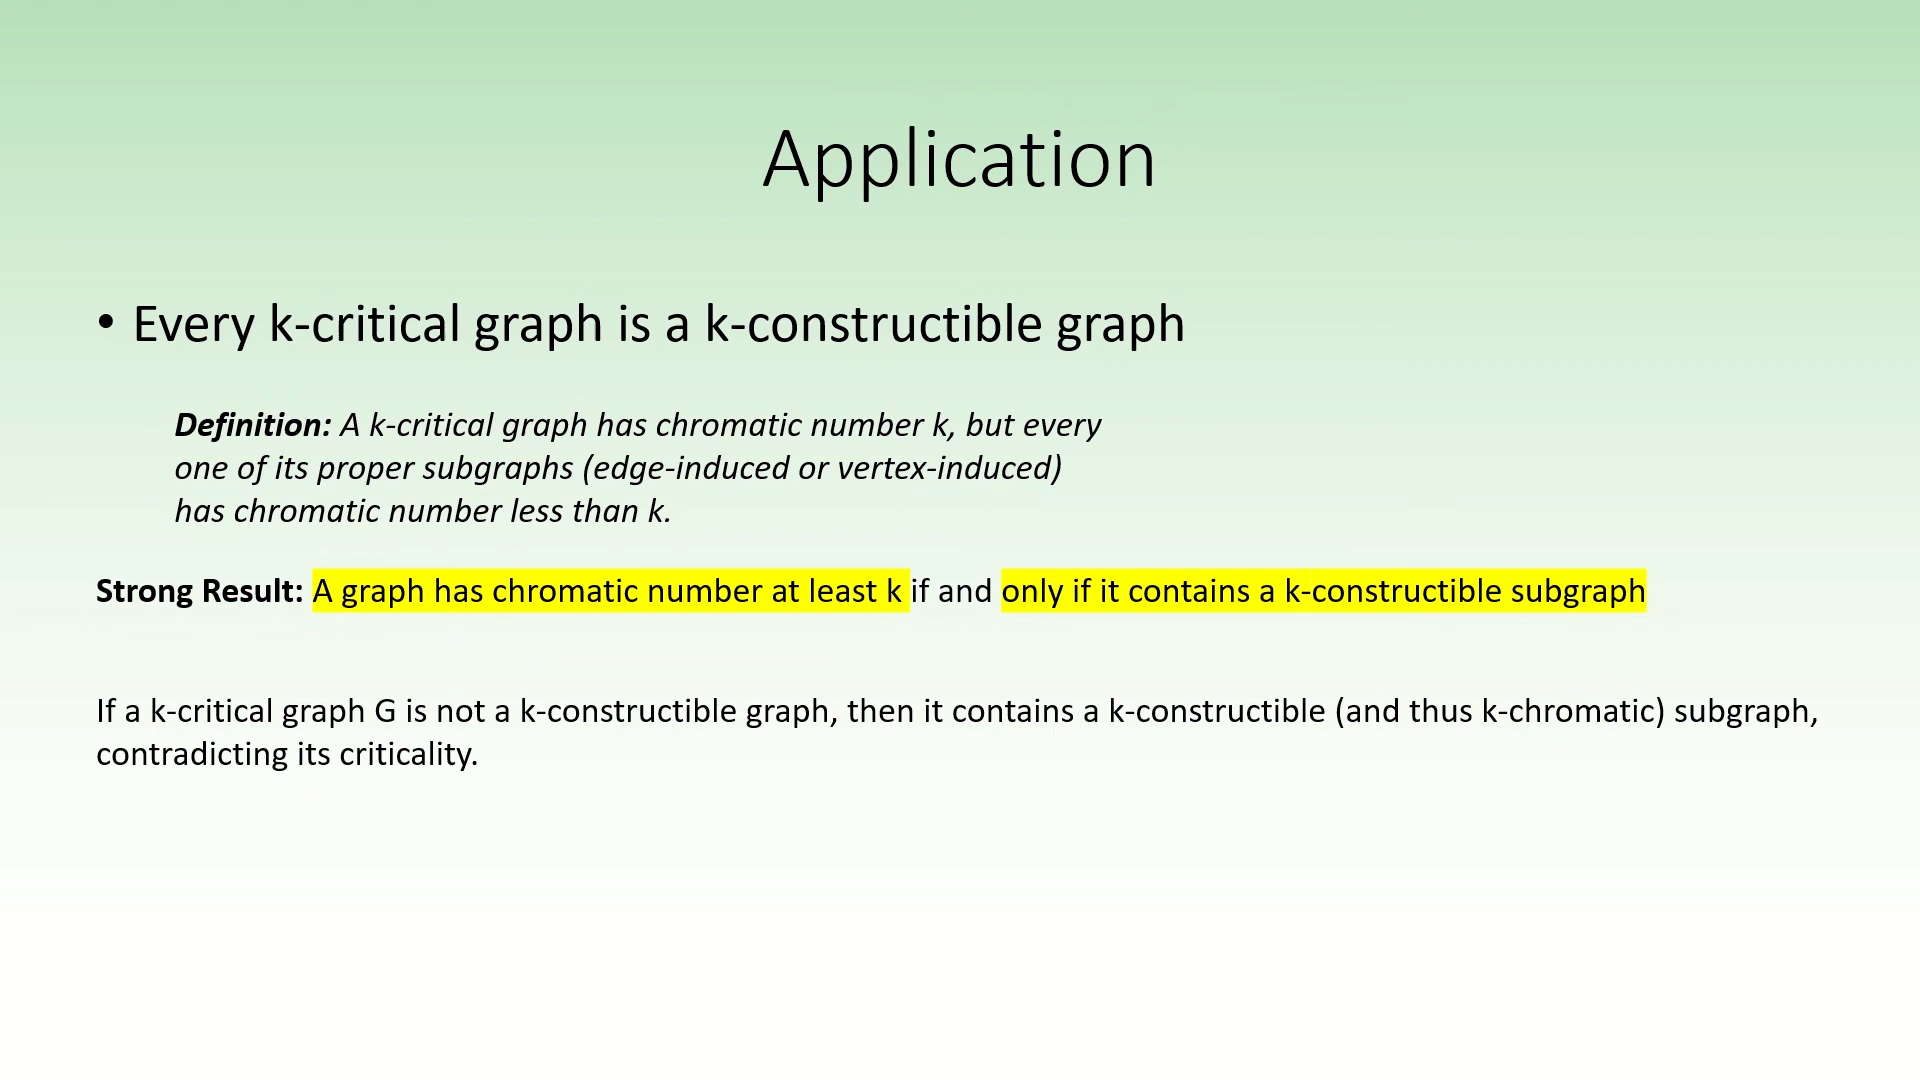 Application
• Every k-critical graph is a k-constructible graph
Definition: A k-critical graph has chromatic number k, but every
one of its proper subgraphs (edge-induced or vertex-induced)
has chromatic number less than k.
Strong Result: A graph has chromatic number at least k if and only if it contains a k-constructible subgraph
If a k-critical graph G is not a k-constructible graph, then it contains a k-constructible (and thus k-chromatic) subgraph,
contradicting its criticality.